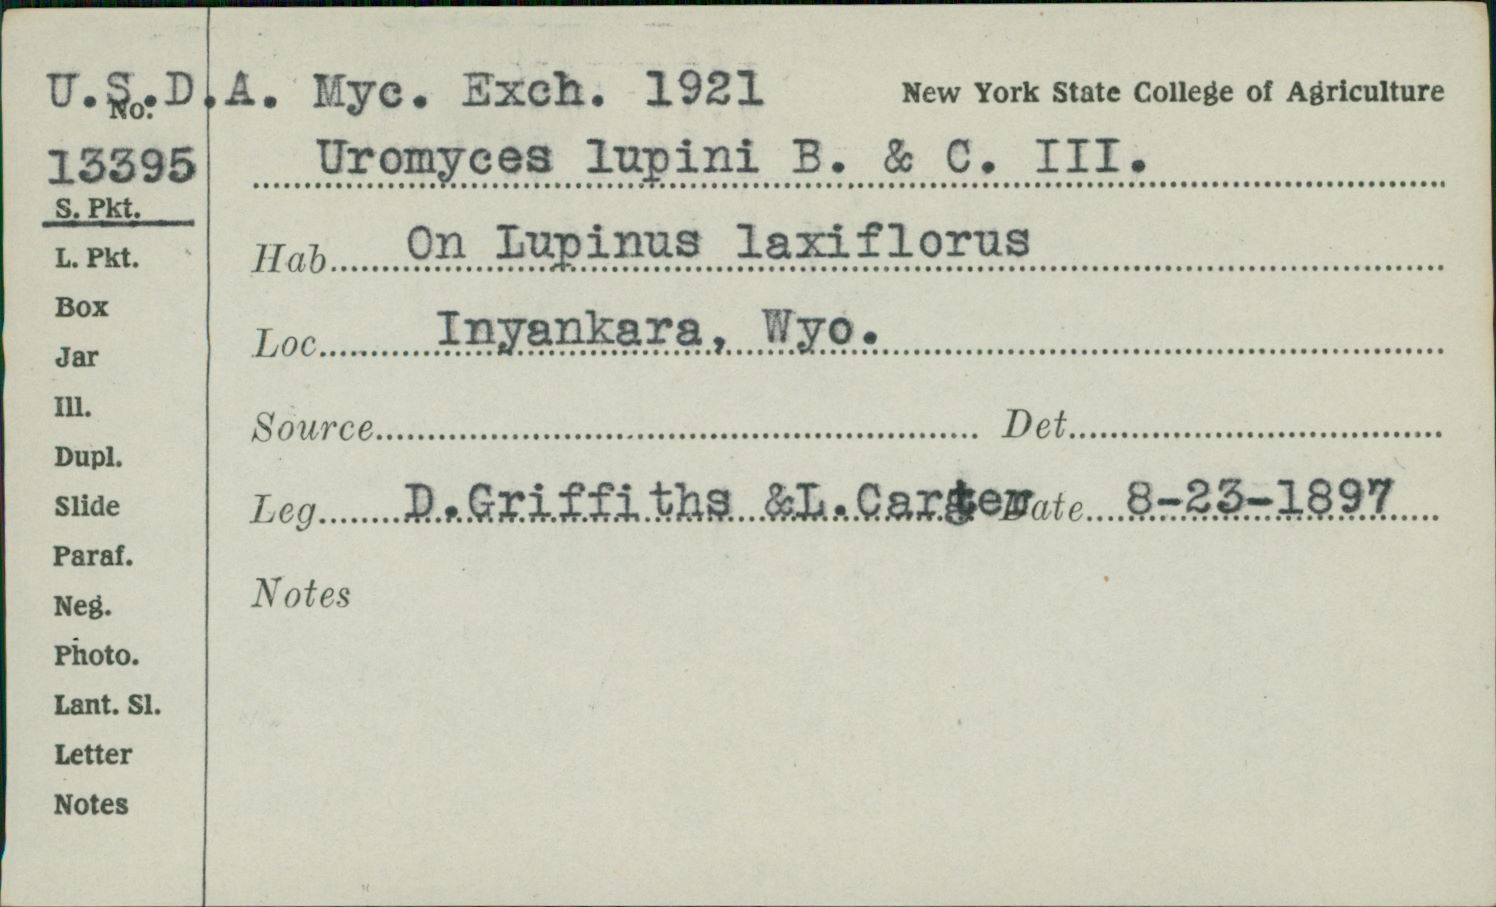 U.S.D.A. Myc. Exch. 1921
New York State College of Agriculture
No.
13395
Uromyces lupini B. & C. III.
S. Pkt.
Hab. On Lupinus laxiflorus
L. Pkt.
Box
Loc. Inyankara, Wyo.
Jar
Ill.
Source Det.
Dupl.
Slide
Leg. D.Griffiths &L.Carter Date 8-23-1897
Paraf.
Neg.
Notes
Photo.
Lant. Sl.
Letter
Notes